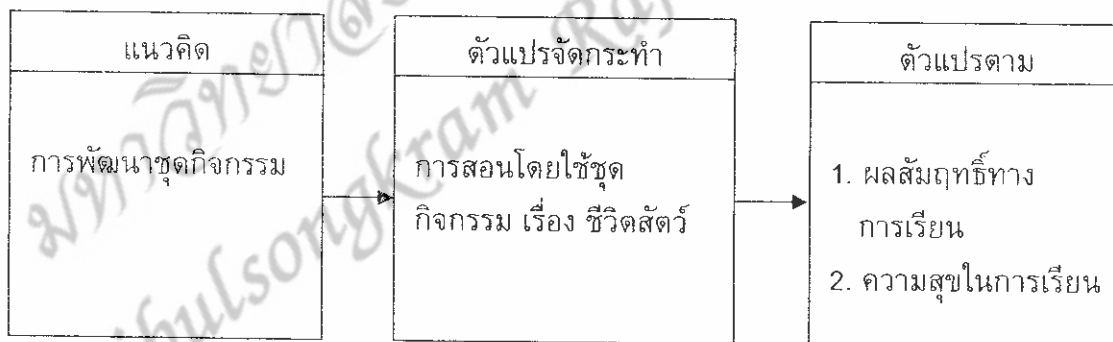 แนวคิด
การพัฒนาชุดกิจกรรม
ตัวแปรจัดกระทำ
การสอนโดยใช้ชุด
กิจกรรม เรื่อง ชีวิตสัตว์
ตัวแปรตาม
1. ผลสัมฤทธิ์ทาง
การเรียน
2. ความสุขในการเรียน